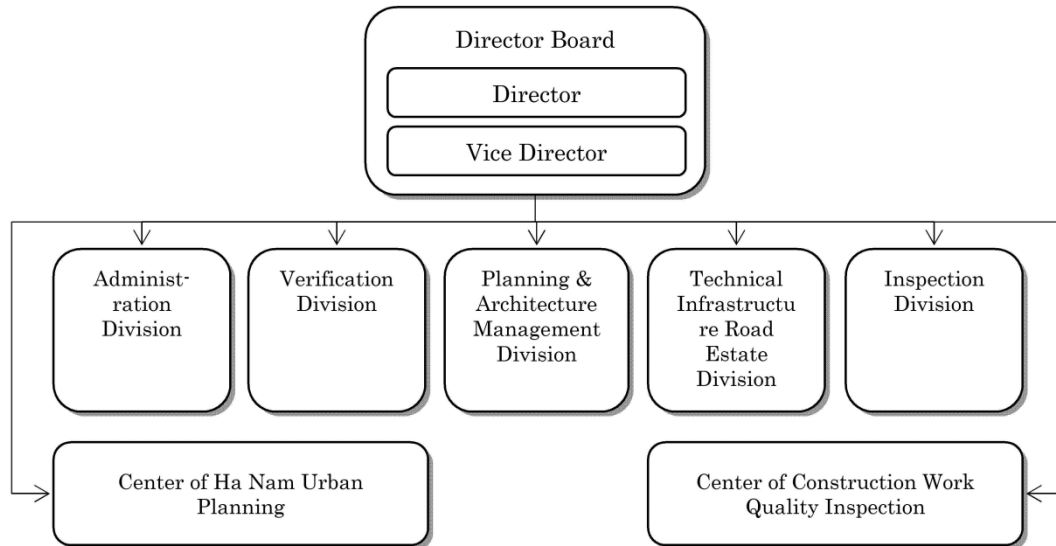 Director Board
Director
Vice Director
Administ-
ration
Division
Verification
Division
Planning &
Architecture
Management
Division
Technical
Infrastructu
re Road
Estate
Division
Inspection
Division
Center of Ha Nam Urban
Planning
Center of Construction Work
Quality Inspection